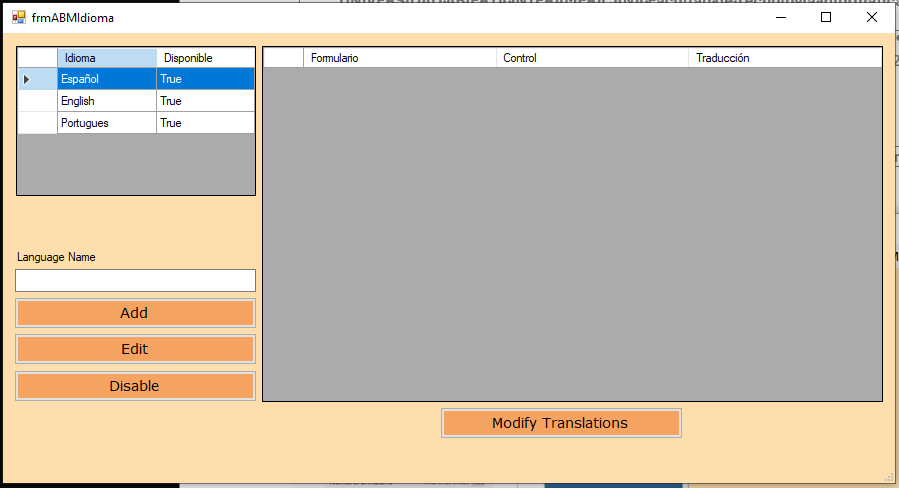 frmABMIdioma
Idioma Disponible
Español True
English True
Portugues True
Formulario Control Traducción
Language Name
Add
Edit
Disable
Modify Translations